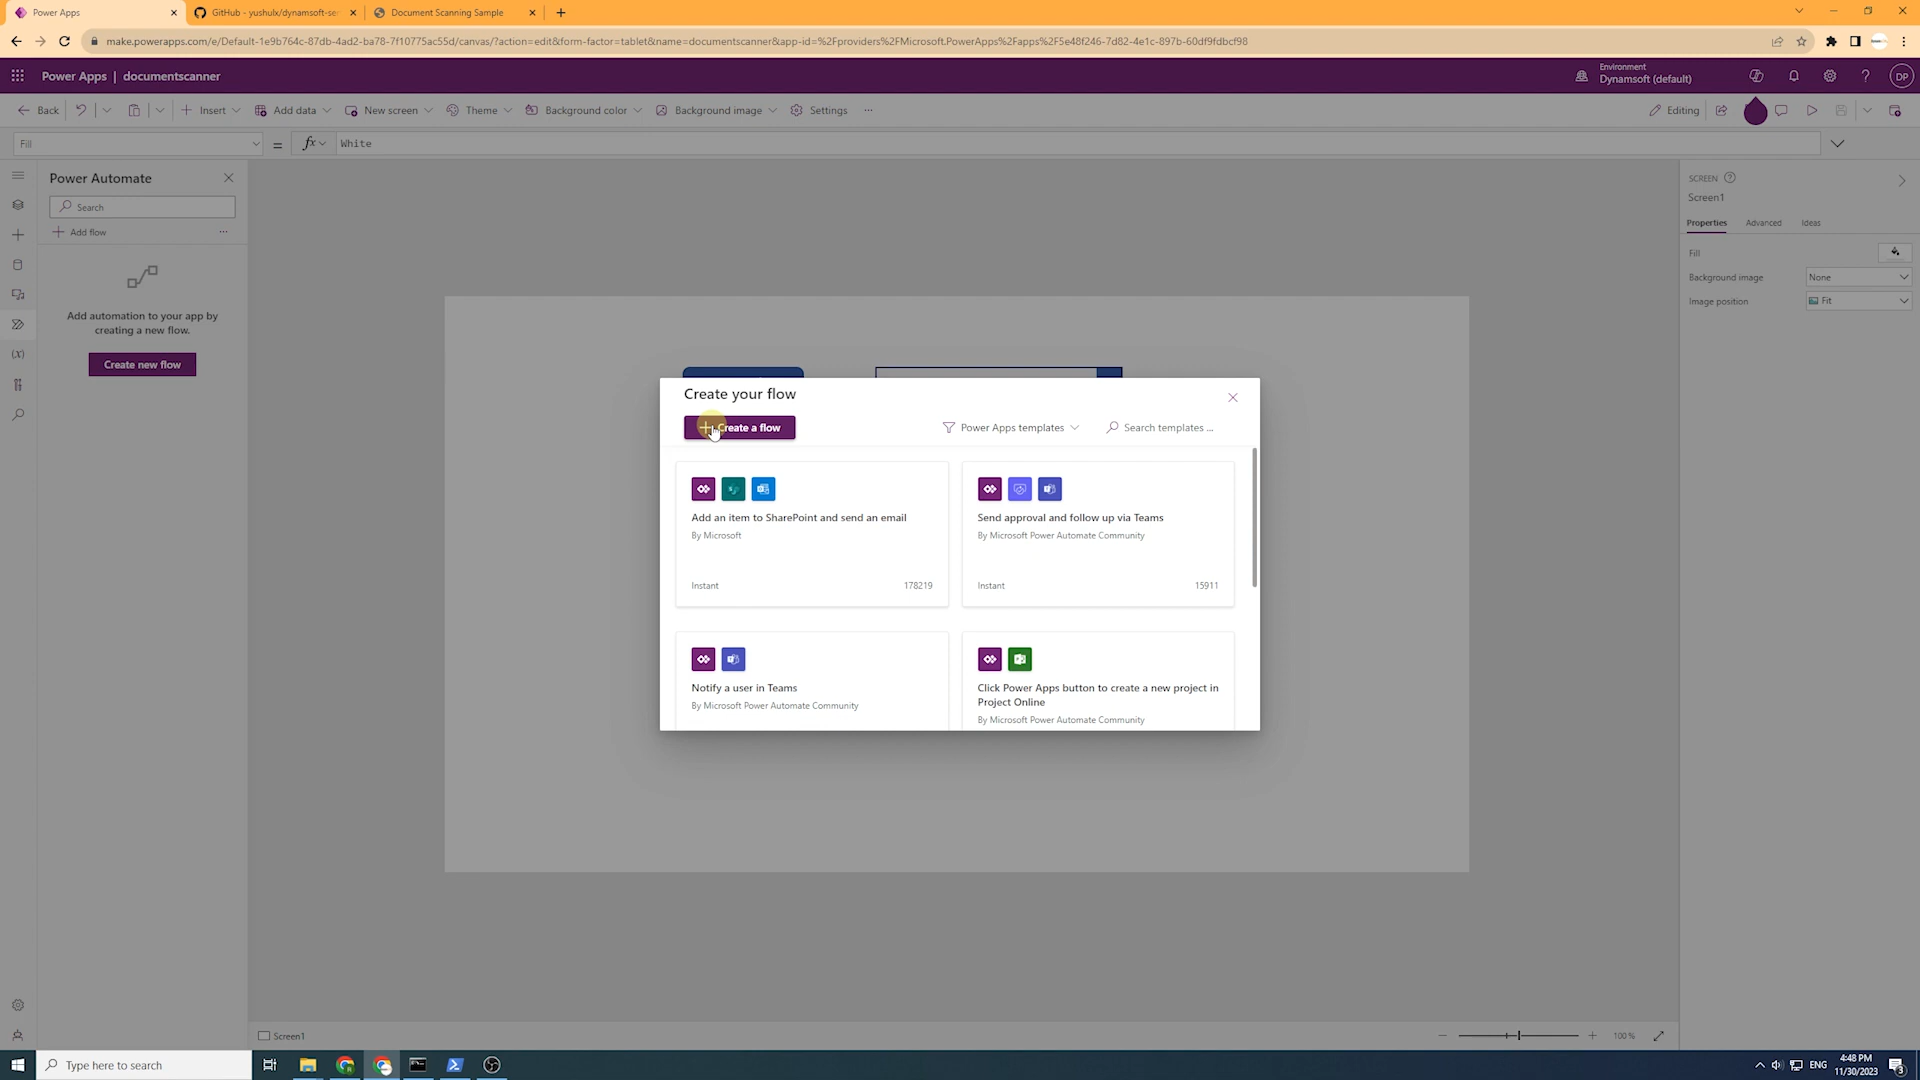 Power Apps
GitHub - yushulx/dynamsoft-ser
Document Scanning Sample
make.powerapps.com/e/Default-1e9b764c-87db-4ad2-ba78-7f10775ac55d/canvas/?action=edit&form-factor=tablet&name=documentscanner&app-id=%2Fproviders%2FMicrosoft.PowerApps%2Fapps%2F5e48f246-7d82-4e1c-897b-60df9fdbcf98
Power Apps | documentscanner
Environment
Dynamsoft (default)
DP
Back
Insert
Add data
New screen
Theme
Background color
Background image
Settings
...
Editing
Fill
=
fx
White
Power Automate
Search
Add flow
...
Add automation to your app by
creating a new flow.
Create new flow
Create your flow
Create a flow
Power Apps templates
Search templates ...
Add an item to SharePoint and send an email
By Microsoft
Instant
178219
Send approval and follow up via Teams
By Microsoft Power Automate Community
Instant
15911
Notify a user in Teams
By Microsoft Power Automate Community
Click Power Apps button to create a new project in
Project Online
By Microsoft Power Automate Community
SCREEN
Screen1
Properties
Advanced
Ideas
Fill
Background image
None
Image position
Fit
Screen1
100 %
Type here to search
ENG
4:48 PM
11/30/2023
3